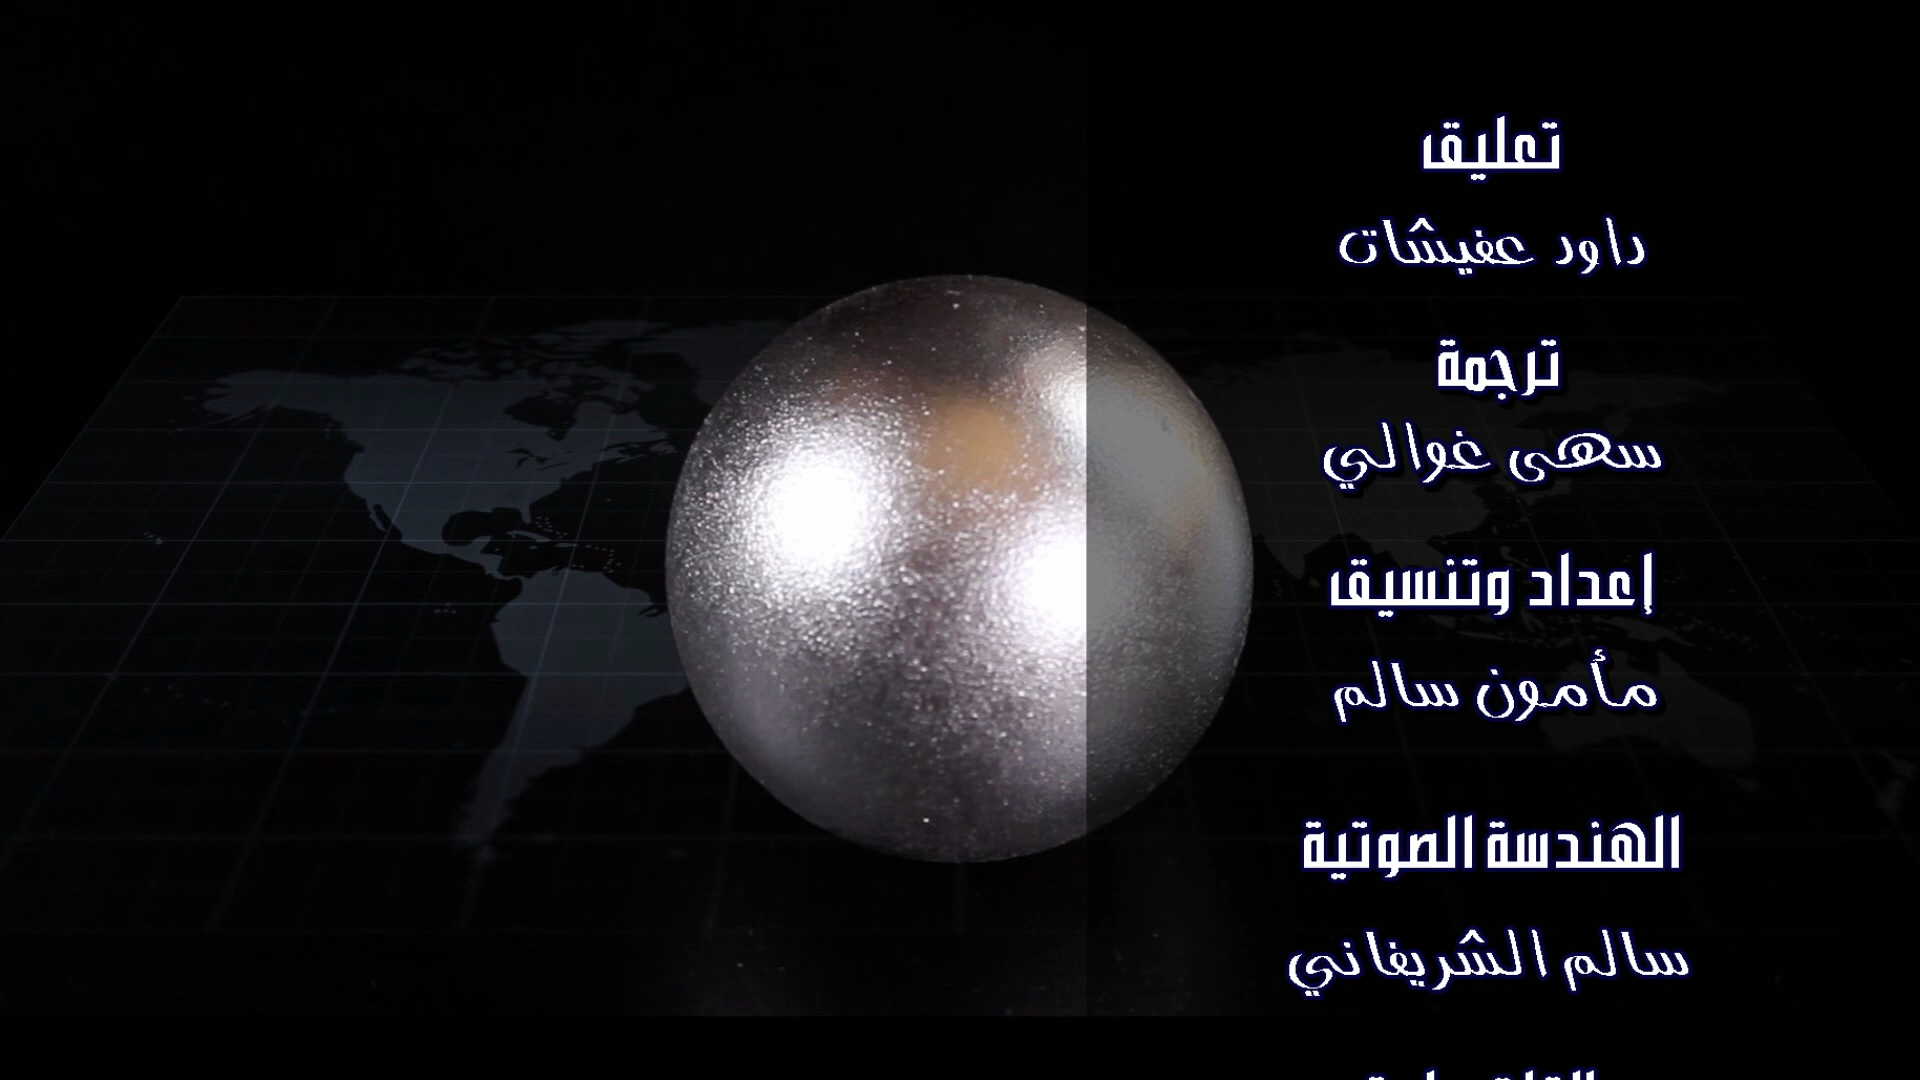 تعليق
داود عفيشات
ترجمة
سهى غوالي
إعداد وتنسيق
مأمون سالم
الهندسة الصوتية
سالم الشريفاني